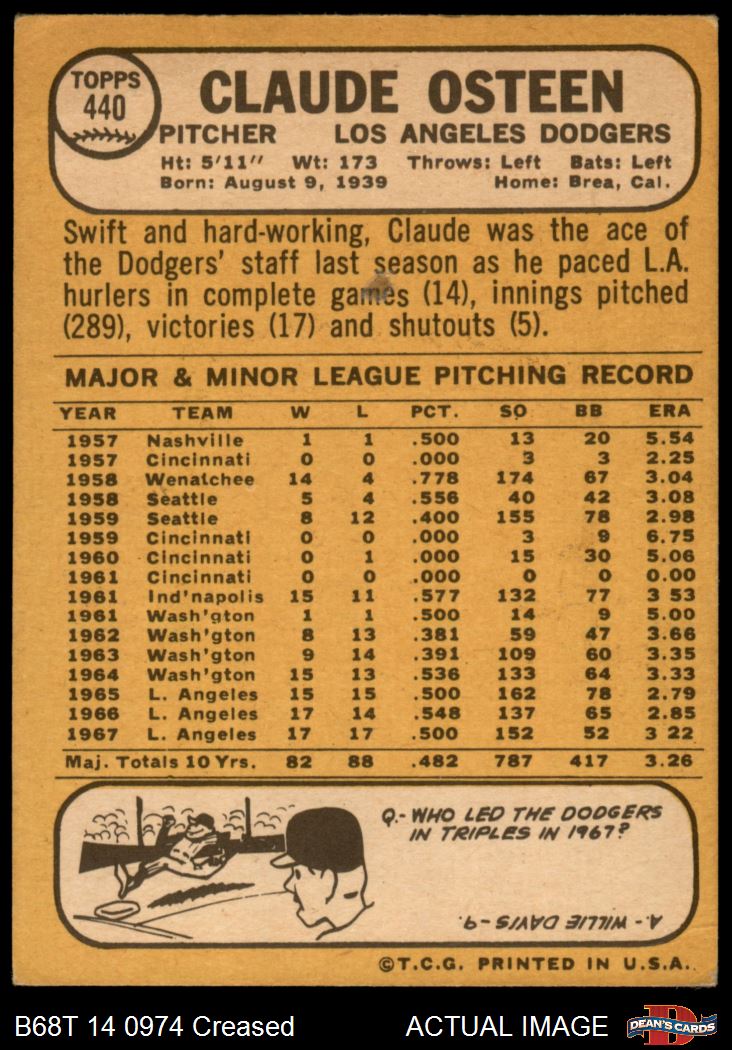 TOPPS
440
CLAUDE OSTEEN
PITCHER LOS ANGELES DODGERS
Ht: 5'11" Wt: 173 Throws: Left Bats: Left
Born: August 9, 1939 Home: Brea, Cal.
Swift and hard-working, Claude was the ace of
the Dodgers' staff last season as he paced L.A.
hurlers in complete games (14), innings pitched
(289), victories (17) and shutouts (5).
MAJOR & MINOR LEAGUE PITCHING RECORD
YEAR TEAM W L PCT. SO BB ERA
1957 Nashville 1 1 .500 13 20 5.54
1957 Cincinnati 0 0 .000 3 3 2.25
1958 Wenatchee 14 4 .778 174 67 3.04
1958 Seattle 5 4 .556 40 42 3.08
1959 Seattle 8 12 .400 155 78 2.98
1959 Cincinnati 0 0 .000 3 9 6.75
1960 Cincinnati 0 1 .000 15 30 5.06
1961 Cincinnati 0 0 .000 0 0 0.00
1961 Ind'napolis 15 11 .577 132 77 3 53
1961 Wash'gton 1 1 .500 14 9 5.00
1962 Wash'gton 8 13 .381 59 47 3.66
1963 Wash'gton 9 14 .391 109 60 3.35
1964 Wash'gton 15 13 .536 133 64 3.33
1965 L. Angeles 15 15 .500 162 78 2.79
1966 L. Angeles 17 14 .548 137 65 2.85
1967 L. Angeles 17 17 .500 152 52 3 22
Maj. Totals 10 Yrs. 82 88 .482 787 417 3.26
Q.- WHO LED THE DODGERS
IN TRIPLES IN 1967?
A.- WILLIE DAVIS - 9.
©T.C.G. PRINTED IN U.S.A.
B68T 14 0974 Creased ACTUAL IMAGE
D
DEAN'S CARDS